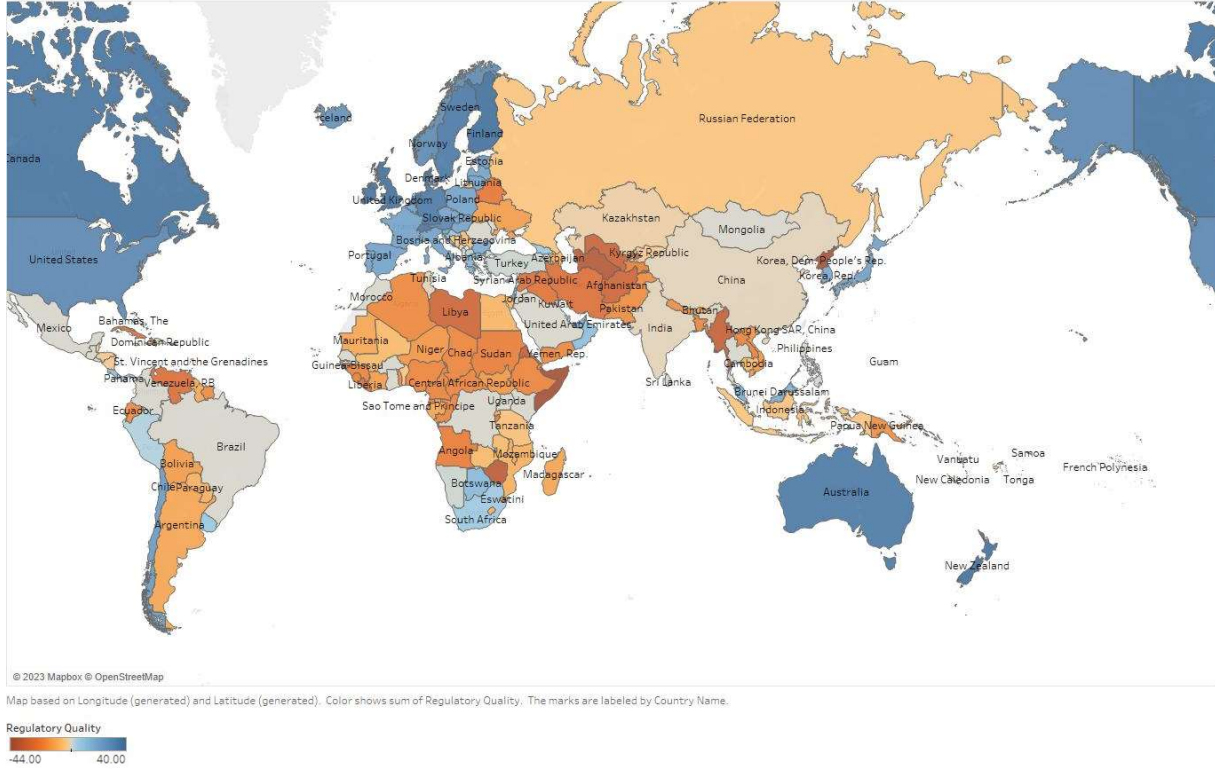 Sweden
Iceland
Finland
Norway
Russian Federation
Canada
Estonia
Denmark
Lithuania
United Kingdom
Poland
Slovak Republic
Kazakhstan
Mongolia
Bosnia and Herzegovina
United States
Portugal
Albania
Turkey
Azerbaijan
Kyrgyz Republic
Korea, Dem. People's Rep.
Korea, Rep.
China
Tunisia
Syrian Arab Republic
Afghanistan
Morocco
Jordan
Kuwait
Pakistan
Bhutan
Libya
Mexico
Bahamas, The
United Arab Emirates
India
Hong Kong SAR, China
Dominican Republic
Mauritania
Niger
Chad
Sudan
Yemen, Rep.
Philippines
St. Vincent and the Grenadines
Guinea-Bissau
Cambodia
Guam
Panama
Venezuela, RB
Liberia
Central African Republic
Sri Lanka
Brunei Darussalam
Ecuador
Sao Tome and Principe
Uganda
Indonesia
Tanzania
Papua New Guinea
Brazil
Angola
Mozambique
Samoa
Bolivia
Madagascar
Vanuatu
French Polynesia
Chile
Paraguay
Botswana
Eswatini
New Caledonia
Tonga
Australia
Argentina
South Africa
New Zealand
© 2023 Mapbox © OpenStreetMap
Map based on Longitude (generated) and Latitude (generated). Color shows sum of Regulatory Quality. The marks are labeled by Country Name.
Regulatory Quality
-44.00 40.00